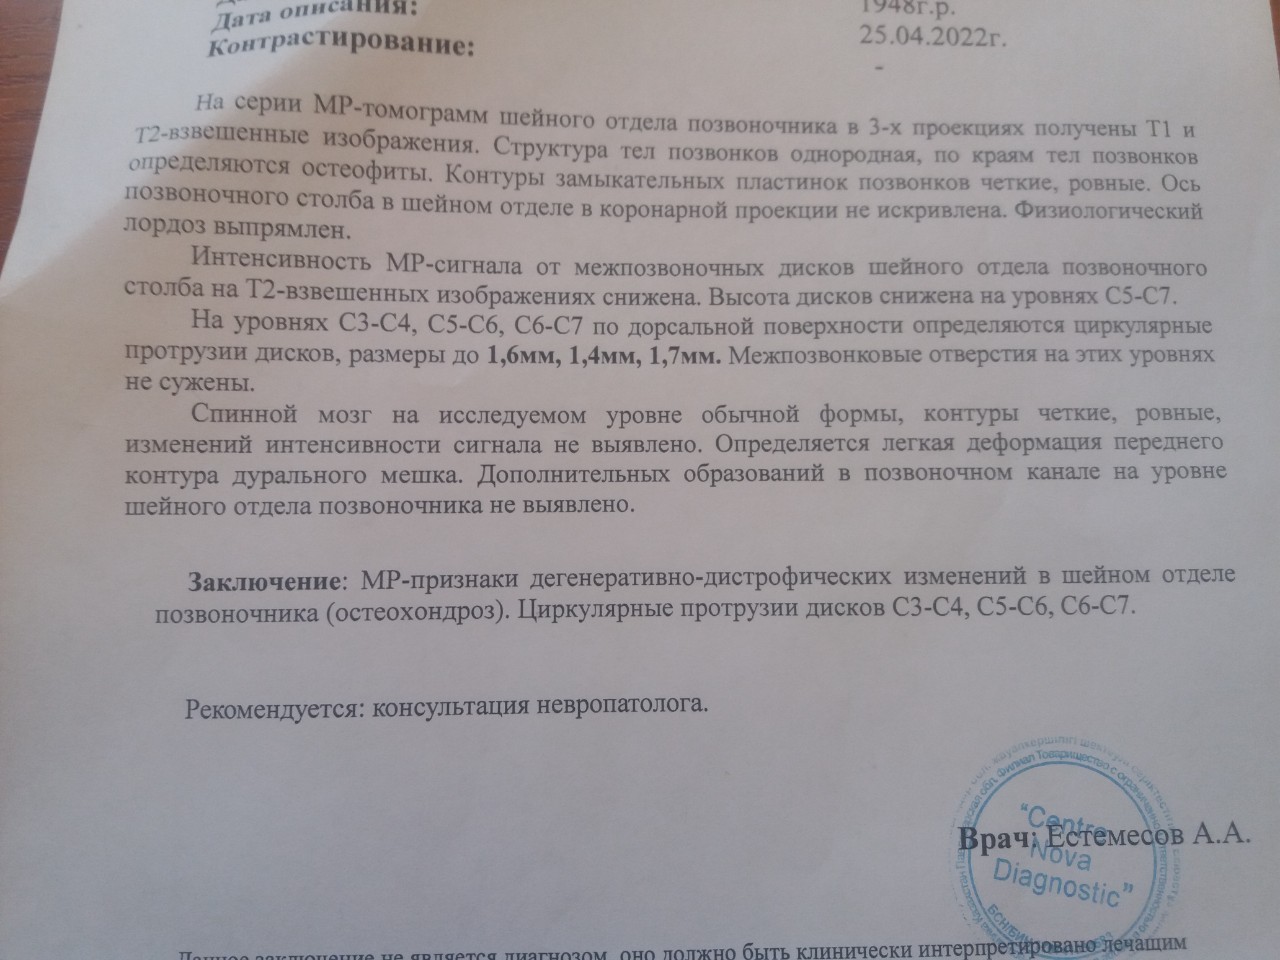 Дата описания:
1948г.р.
Контрастирование:
25.04.2022г.
-
На серии МР-томограмм шейного отдела позвоночника в 3-х проекциях получены Т1 и
Т2-взвешенные изображения. Структура тел позвонков однородная, по краям тел позвонков
определяются остеофиты. Контуры замыкательных пластинок позвонков четкие, ровные. Ось
позвоночного столба в шейном отделе в коронарной проекции не искривлена. Физиологический
лордоз выпрямлен.
Интенсивность МР-сигнала от межпозвоночных дисков шейного отдела позвоночного
столба на Т2-взвешенных изображениях снижена. Высота дисков снижена на уровнях С5-С7.
На уровнях С3-С4, С5-С6, С6-С7 по дорсальной поверхности определяются циркулярные
протрузии дисков, размеры до 1,6мм, 1,4мм, 1,7мм. Межпозвонковые отверстия на этих уровнях
не сужены.
Спинной мозг на исследуемом уровне обычной формы, контуры четкие, ровные,
изменений интенсивности сигнала не выявлено. Определяется легкая деформация переднего
контура дурального мешка. Дополнительных образований в позвоночном канале на уровне
шейного отдела позвоночника не выявлено.
Заключение: МР-признаки дегенеративно-дистрофических изменений в шейном отделе
позвоночника (остеохондроз). Циркулярные протрузии дисков С3-С4, С5-С6, С6-С7.
Рекомендуется: консультация невропатолога.
Врач: Естемесов А.А.
"Centre
Nova
Diagnostic"
Филиал Товарищество с ограниченной
БСН/БИН
Данное заключение не является диагнозом, оно должно быть клинически интерпретировано лечащим